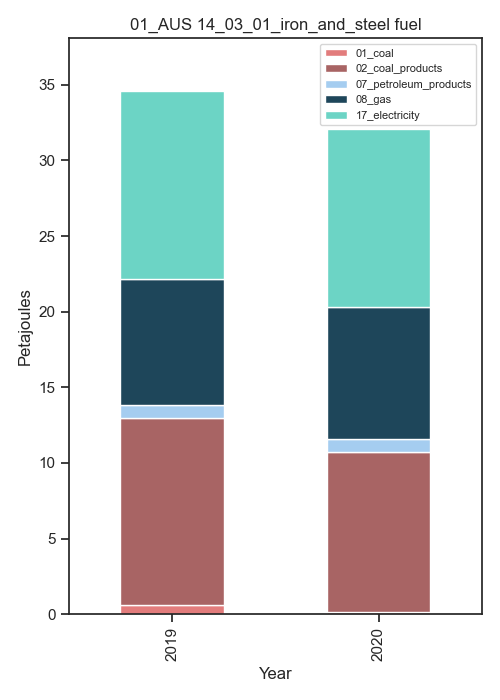 01_AUS 14_03_01_iron_and_steel fuel
01_coal
02_coal_products
07_petroleum_products
08_gas
17_electricity
35
30
25
20
15
10
5
0
Petajoules
2019
2020
Year